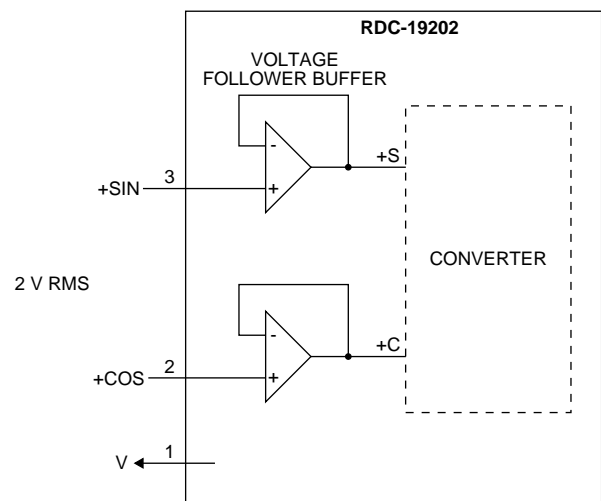 RDC-19202
VOLTAGE
FOLLOWER BUFFER
-
+S
+SIN
3
+
CONVERTER
2 V RMS
-
+C
+COS
2
+
V
1